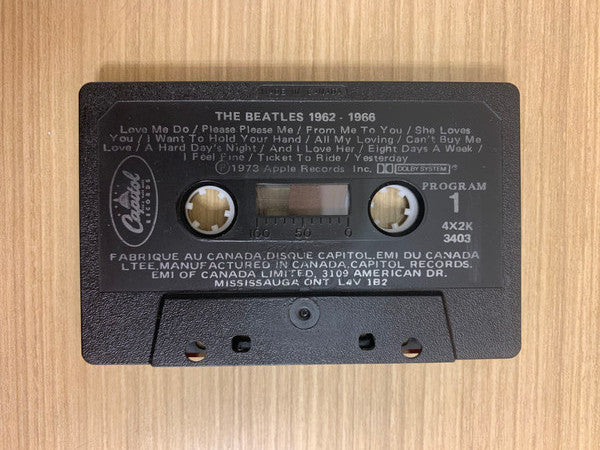 MADE IN CANADA
THE BEATLES 1962 - 1966
Love Me Do / Please Please Me / From Me To You / She Loves
You / I Want To Hold Your Hand / All My Loving / Can't Buy Me
Love / A Hard Day's Night / And I Love Her / Eight Days A Week /
I Feel Fine / Ticket To Ride / Yesterday
Ⓟ1973 Apple Records Inc. DOLBY SYSTEM
Capitol
RECORDS
PROGRAM
1
4X2K
3403
100 50 0
FABRIQUE AU CANADA,DISQUE CAPITOL.EMI DU CANADA
LTEE,MANUFACTURED IN CANADA,CAPITOL RECORDS.
EMI OF CANADA LIMITED, 3109 AMERICAN DR.
MISSISSAUGA ONT L4V 1B2